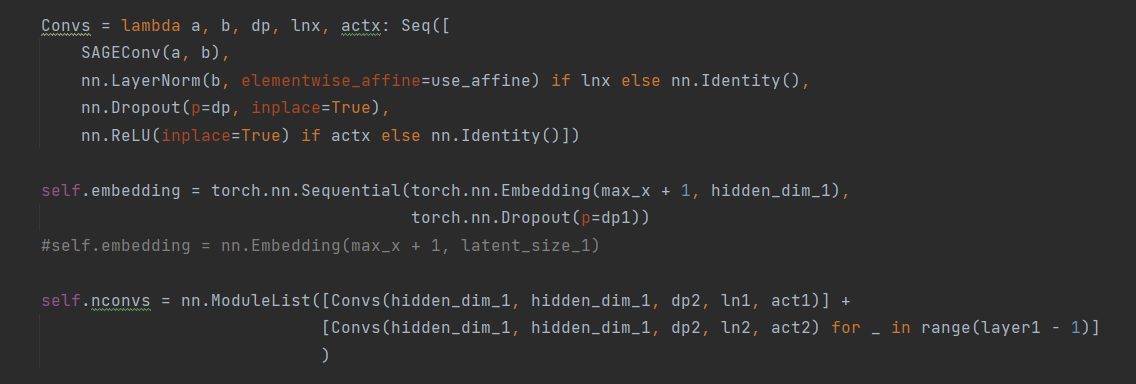 Convs = lambda a, b, dp, lnx, actx: Seq([
    SAGEConv(a, b),
    nn.LayerNorm(b, elementwise_affine=use_affine) if lnx else nn.Identity(),
    nn.Dropout(p=dp, inplace=True),
    nn.ReLU(inplace=True) if actx else nn.Identity()])
self.embedding = torch.nn.Sequential(torch.nn.Embedding(max_x + 1, hidden_dim_1),
                                     torch.nn.Dropout(p=dp1))
#self.embedding = nn.Embedding(max_x + 1, latent_size_1)
self.nconvs = nn.ModuleList([Convs(hidden_dim_1, hidden_dim_1, dp2, ln1, act1)] +
                            [Convs(hidden_dim_1, hidden_dim_1, dp2, ln2, act2) for _ in range(layer1 - 1)]
                            )